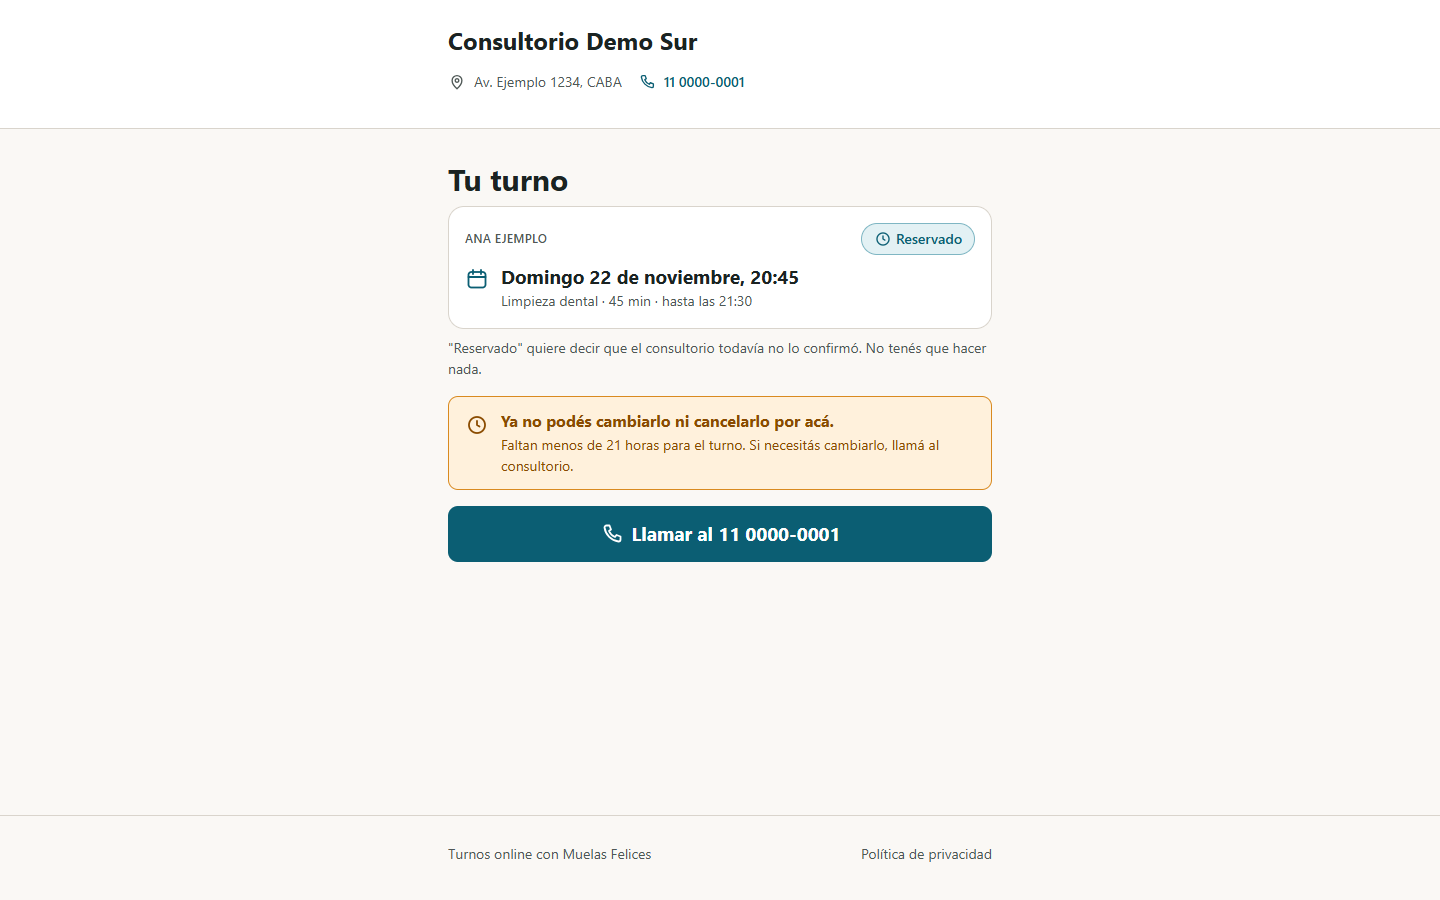 Consultorio Demo Sur
Av. Ejemplo 1234, CABA 11 0000-0001
Tu turno
ANA EJEMPLO Reservado
Domingo 22 de noviembre, 20:45
Limpieza dental · 45 min · hasta las 21:30
"Reservado" quiere decir que el consultorio todavía no lo confirmó. No tenés que hacer
nada.
Ya no podés cambiarlo ni cancelarlo por acá.
Faltan menos de 21 horas para el turno. Si necesitás cambiarlo, llamá al
consultorio.
Llamar al 11 0000-0001
Turnos online con Muelas Felices Política de privacidad